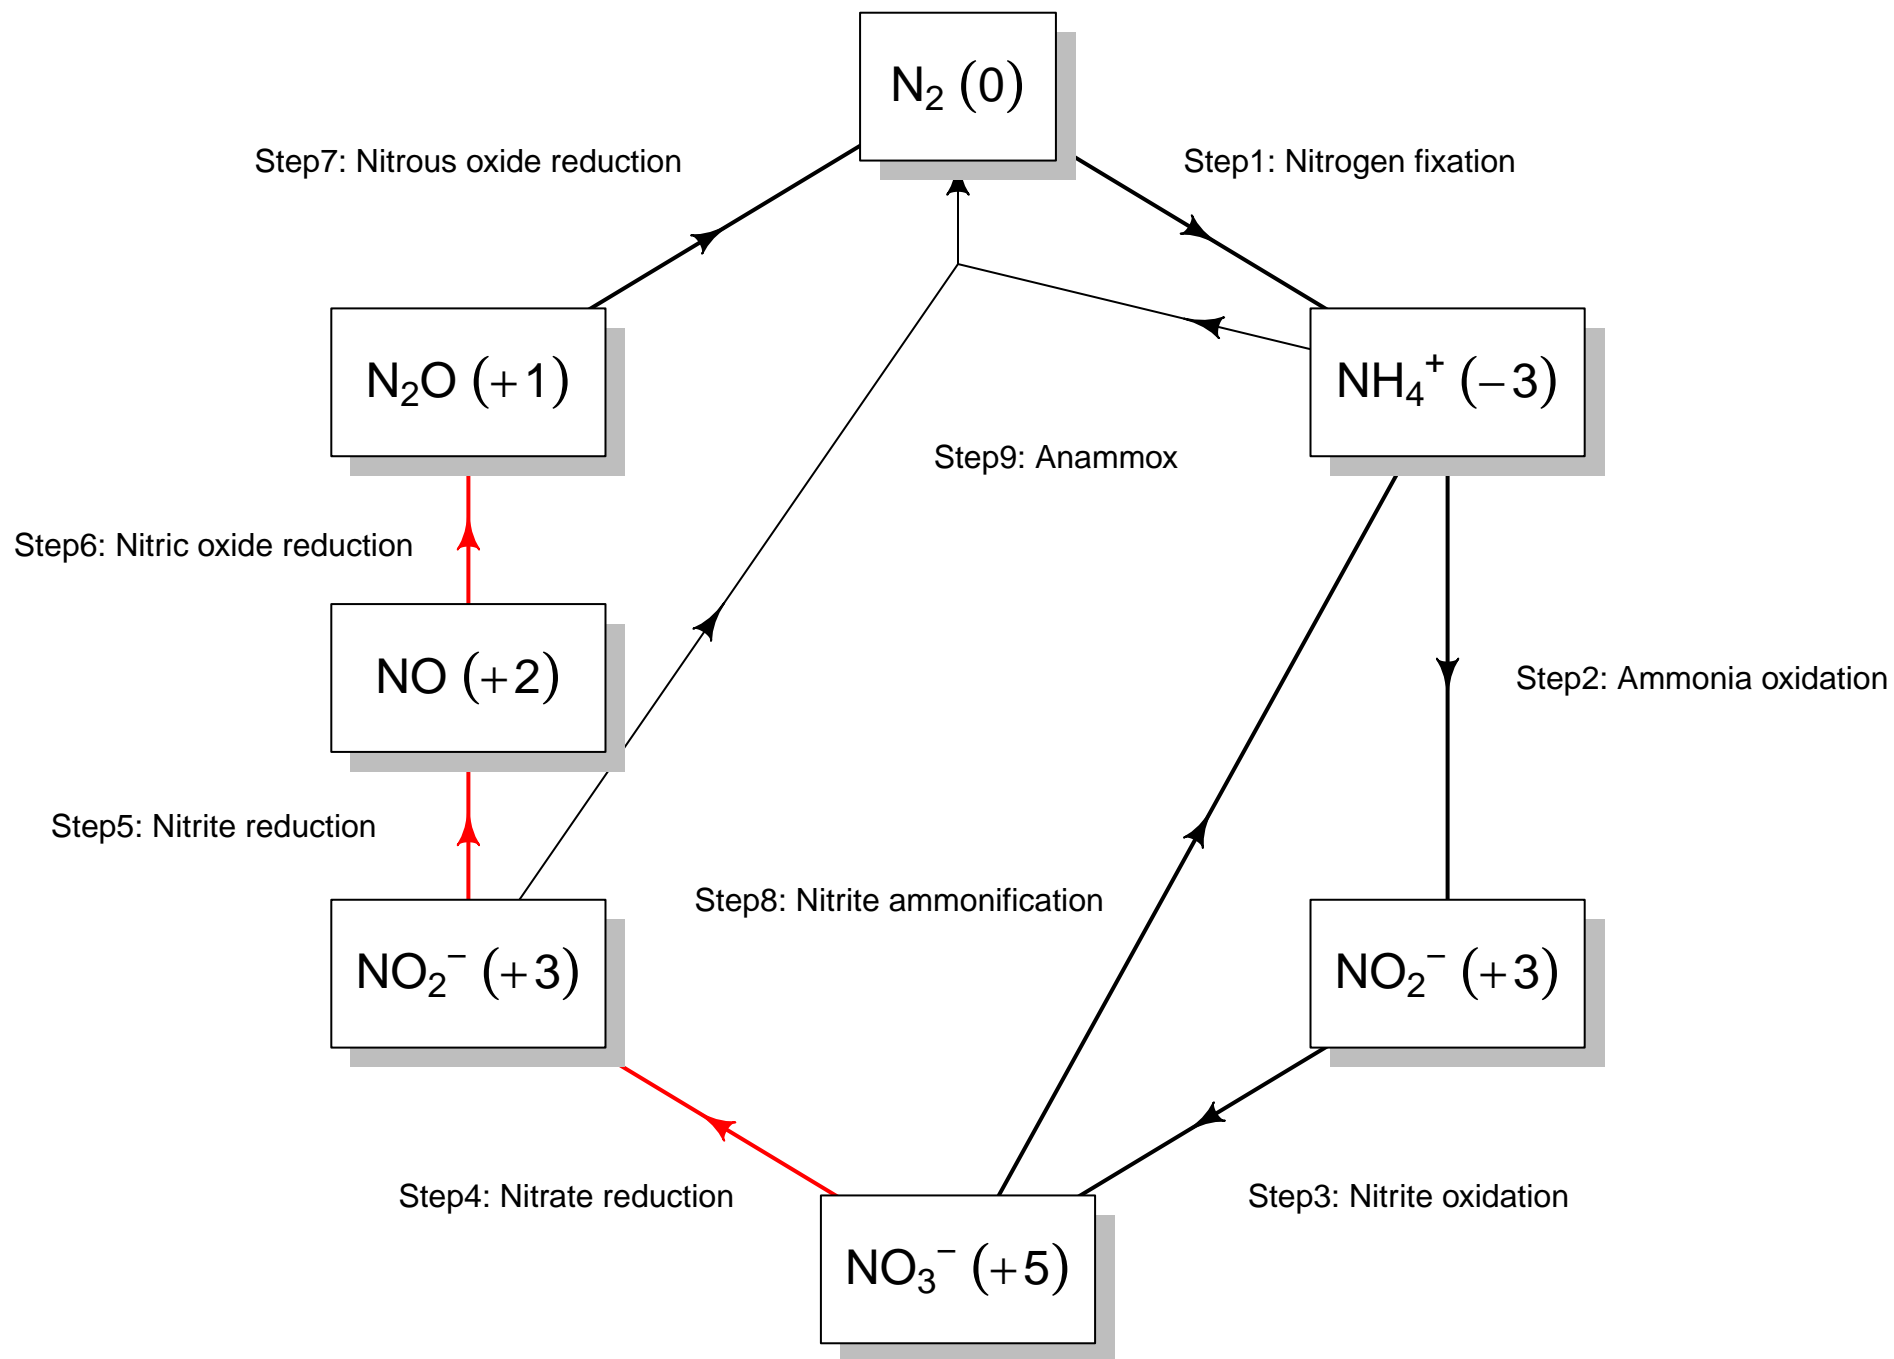 N₂ (0)
Step7: Nitrous oxide reduction
Step1: Nitrogen fixation
N₂O (+1)
NH₄⁺ (−3)
Step9: Anammox
Step6: Nitric oxide reduction
NO (+2)
Step2: Ammonia oxidation
Step5: Nitrite reduction
Step8: Nitrite ammonification
NO₂⁻ (+3)
NO₂⁻ (+3)
Step4: Nitrate reduction
Step3: Nitrite oxidation
NO₃⁻ (+5)